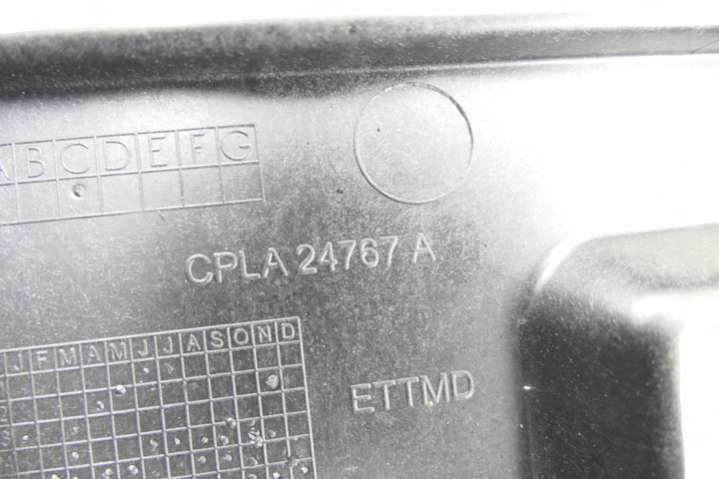 A B C D E F G
CPLA 24767 A
J F M A M J J A S O N D
ETTMD